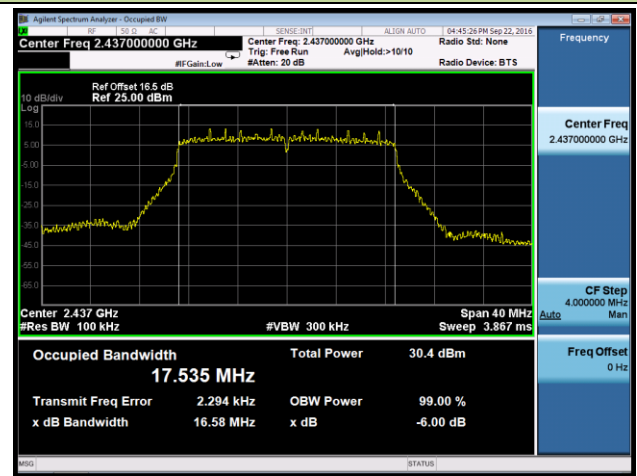 Agilent Spectrum Analyzer - Occupied BW
RF 50 Ω AC SENSE:INT ALIGN AUTO 04:45:26 PM Sep 22, 2016
Center Freq 2.437000000 GHz
Center Freq: 2.437000000 GHz
Radio Std: None
Trig: Free Run Avg|Hold:>10/10
#IFGain:Low #Atten: 20 dB Radio Device: BTS
Ref Offset 16.5 dB
10 dB/div Ref 25.00 dBm
Log
15.0
5.00
-5.00
-15.0
-25.0
-35.0
-45.0
-55.0
-65.0
Center 2.437 GHz Span 40 MHz
#Res BW 100 kHz #VBW 300 kHz Sweep 3.867 ms
Occupied Bandwidth Total Power 30.4 dBm
17.535 MHz
Transmit Freq Error 2.294 kHz OBW Power 99.00 %
x dB Bandwidth 16.58 MHz x dB -6.00 dB
MSG STATUS
Frequency
Center Freq
2.437000000 GHz
CF Step
4.000000 MHz
Auto Man
Freq Offset
0 Hz